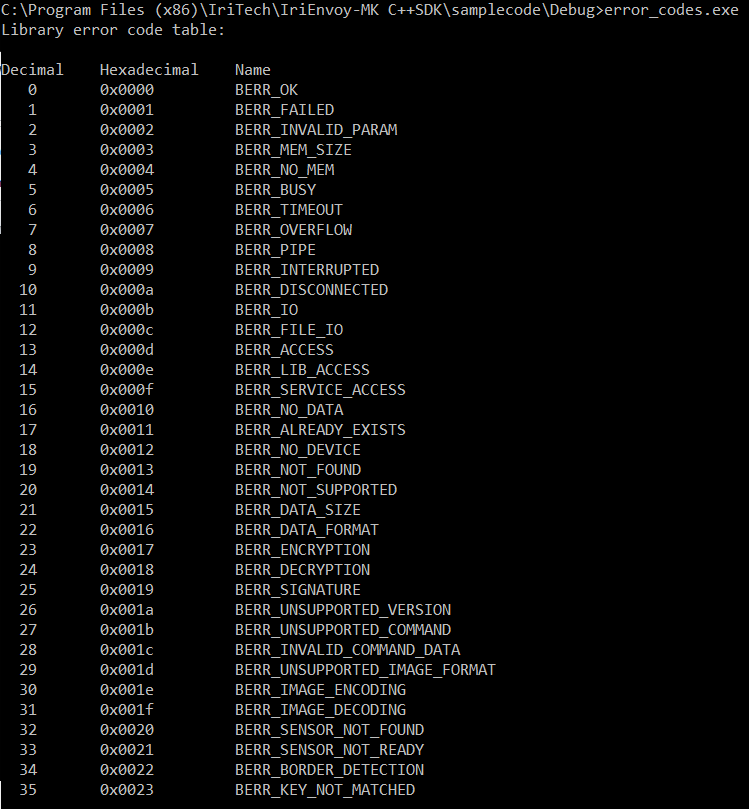 C:\Program Files (x86)\IriTech\IriEnvoy-MK C++SDK\samplecode\Debug>error_codes.exe
Library error code table:
Decimal Hexadecimal Name
0 0x0000 BERR_OK
1 0x0001 BERR_FAILED
2 0x0002 BERR_INVALID_PARAM
3 0x0003 BERR_MEM_SIZE
4 0x0004 BERR_NO_MEM
5 0x0005 BERR_BUSY
6 0x0006 BERR_TIMEOUT
7 0x0007 BERR_OVERFLOW
8 0x0008 BERR_PIPE
9 0x0009 BERR_INTERRUPTED
10 0x000a BERR_DISCONNECTED
11 0x000b BERR_IO
12 0x000c BERR_FILE_IO
13 0x000d BERR_ACCESS
14 0x000e BERR_LIB_ACCESS
15 0x000f BERR_SERVICE_ACCESS
16 0x0010 BERR_NO_DATA
17 0x0011 BERR_ALREADY_EXISTS
18 0x0012 BERR_NO_DEVICE
19 0x0013 BERR_NOT_FOUND
20 0x0014 BERR_NOT_SUPPORTED
21 0x0015 BERR_DATA_SIZE
22 0x0016 BERR_DATA_FORMAT
23 0x0017 BERR_ENCRYPTION
24 0x0018 BERR_DECRYPTION
25 0x0019 BERR_SIGNATURE
26 0x001a BERR_UNSUPPORTED_VERSION
27 0x001b BERR_UNSUPPORTED_COMMAND
28 0x001c BERR_INVALID_COMMAND_DATA
29 0x001d BERR_UNSUPPORTED_IMAGE_FORMAT
30 0x001e BERR_IMAGE_ENCODING
31 0x001f BERR_IMAGE_DECODING
32 0x0020 BERR_SENSOR_NOT_FOUND
33 0x0021 BERR_SENSOR_NOT_READY
34 0x0022 BERR_BORDER_DETECTION
35 0x0023 BERR_KEY_NOT_MATCHED